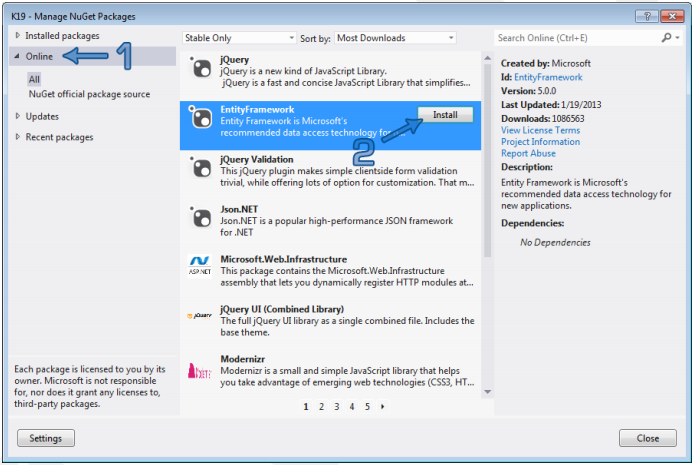 K19 - Manage NuGet Packages
Installed packages
Online
1
All
NuGet official package source
Updates
Recent packages
Each package is licensed to you by its
owner. Microsoft is not responsible
for, nor does it grant any licenses to,
third-party packages.
Settings
Stable Only
Sort by: Most Downloads
jQuery
jQuery is a new kind of JavaScript Library.
jQuery is a fast and concise JavaScript Library that simplifies...
EntityFramework
Install
Entity Framework is Microsoft's
recommended data access technology for
2
jQuery Validation
This jQuery plugin makes simple clientside form validation
trivial, while offering lots of option for customization. That m...
Json.NET
Json.NET is a popular high-performance JSON framework
for .NET
Microsoft.Web.Infrastructure
ASP.NET
This package contains the Microsoft.Web.Infrastructure
assembly that lets you dynamically register HTTP modules at...
jQuery UI (Combined Library)
jQuery
The full jQuery UI library as a single combined file. Includes the
base theme.
Modernizr
Modernizr is a small and simple JavaScript library that helps
you take advantage of emerging web technologies (CSS3, HT...
1 2 3 4 5
Search Online (Ctrl+E)
Created by: Microsoft
Id: EntityFramework
Version: 5.0.0
Last Updated: 1/19/2013
Downloads: 1086563
View License Terms
Project Information
Report Abuse
Description:
Entity Framework is Microsoft's
recommended data access technology for
new applications.
Dependencies:
No Dependencies
Close